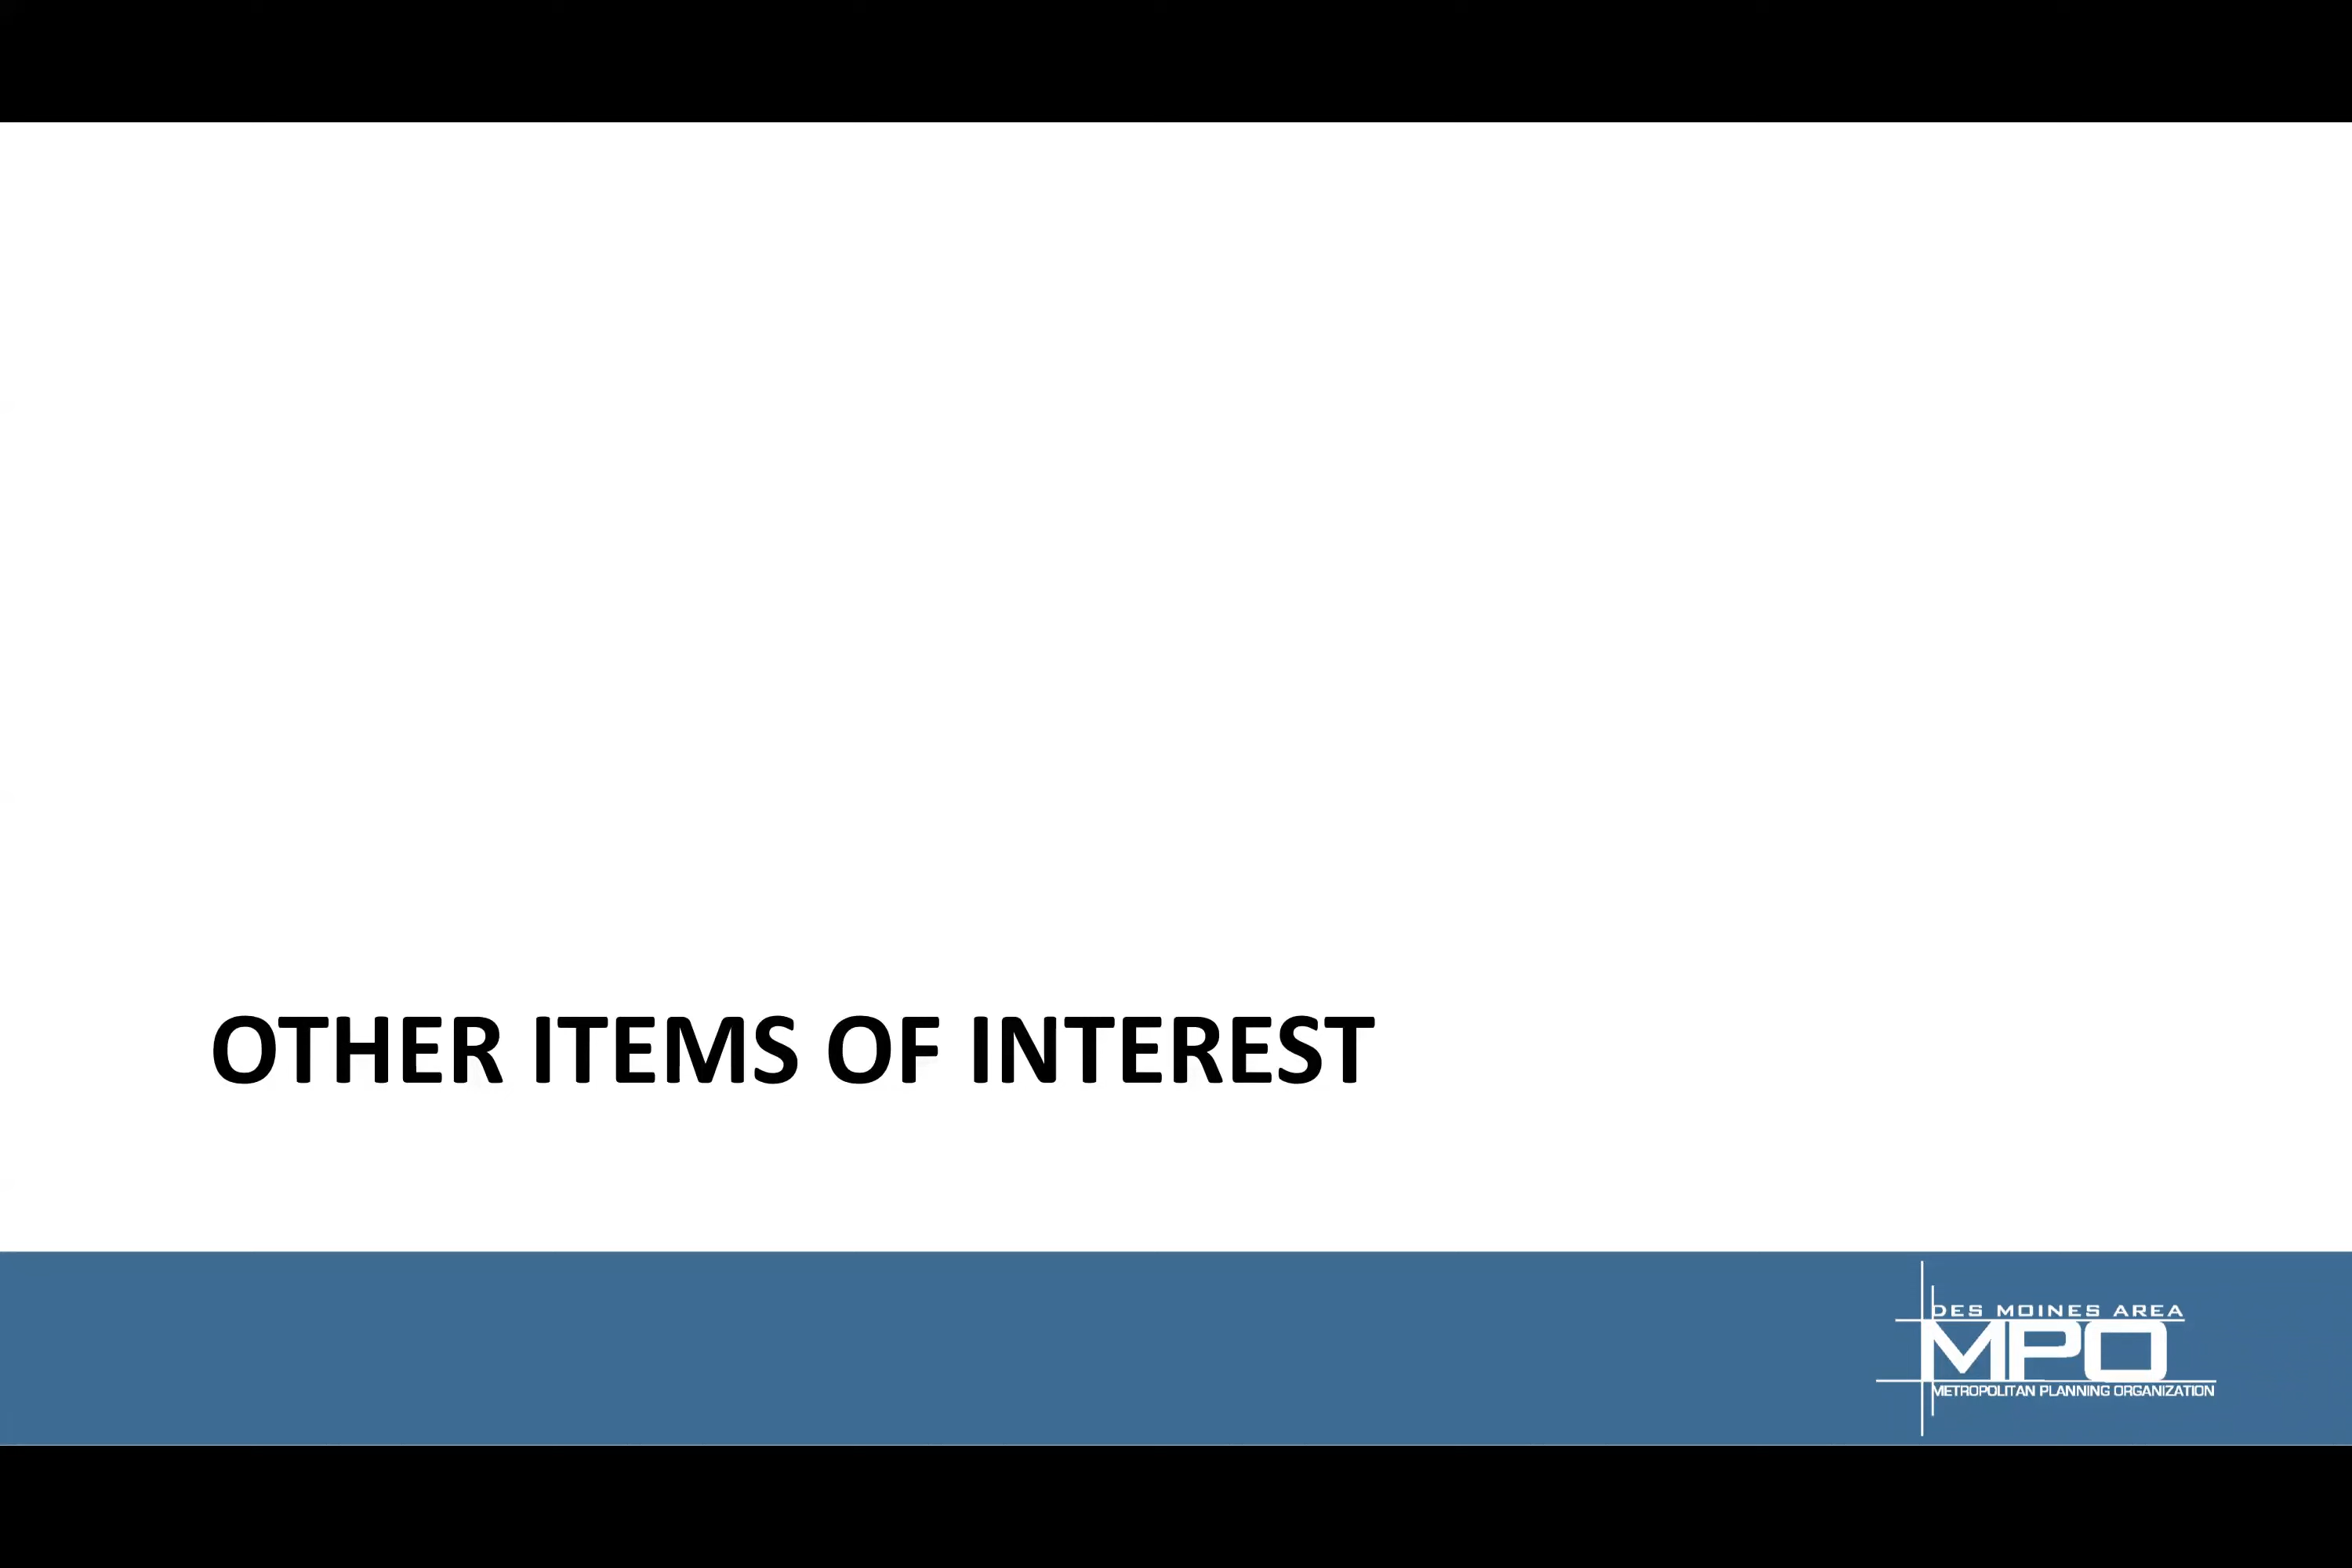 OTHER ITEMS OF INTEREST
DES MOINES AREA
MPO
METROPOLITAN PLANNING ORGANIZATION